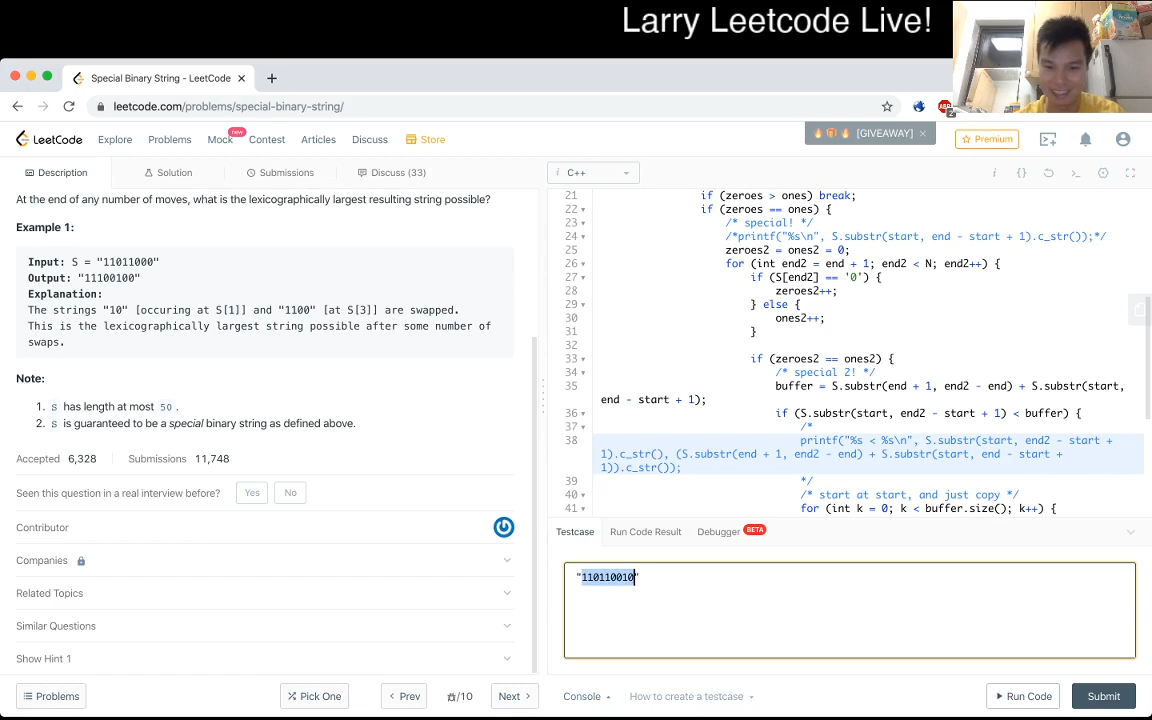 Larry Leetcode Live!
Special Binary String - LeetCode
leetcode.com/problems/special-binary-string/
LeetCode Explore Problems Mock new Contest Articles Discuss Store
[GIVEAWAY] × Premium
Description Solution Submissions Discuss (33)
i C++
At the end of any number of moves, what is the lexicographically largest resulting string possible?
Example 1:
Input: S = "11011000"
Output: "11100100"
Explanation:
The strings "10" [occuring at S[1]] and "1100" [at S[3]] are swapped.
This is the lexicographically largest string possible after some number of
swaps.
Note:
1. S has length at most 50 .
2. S is guaranteed to be a special binary string as defined above.
Accepted 6,328 Submissions 11,748
Seen this question in a real interview before? Yes No
Contributor
Companies
Related Topics
Similar Questions
Show Hint 1
Problems Pick One < Prev /10 Next >
21 if (zeroes > ones) break;
22 if (zeroes == ones) {
23 /* special! */
24 /*printf("%s\n", S.substr(start, end - start + 1).c_str());*/
25 zeroes2 = ones2 = 0;
26 for (int end2 = end + 1; end2 < N; end2++) {
27 if (S[end2] == '0') {
28 zeroes2++;
29 } else {
30 ones2++;
31 }
32
33 if (zeroes2 == ones2) {
34 /* special 2! */
35 buffer = S.substr(end + 1, end2 - end) + S.substr(start,
end - start + 1);
36 if (S.substr(start, end2 - start + 1) < buffer) {
37 /*
38 printf("%s < %s\n", S.substr(start, end2 - start +
1).c_str(), (S.substr(end + 1, end2 - end) + S.substr(start, end - start +
1)).c_str());
39 */
40 /* start at start, and just copy */
41 for (int k = 0; k < buffer.size(); k++) {
Testcase Run Code Result Debugger BETA
"110110010"
Console How to create a testcase Run Code Submit